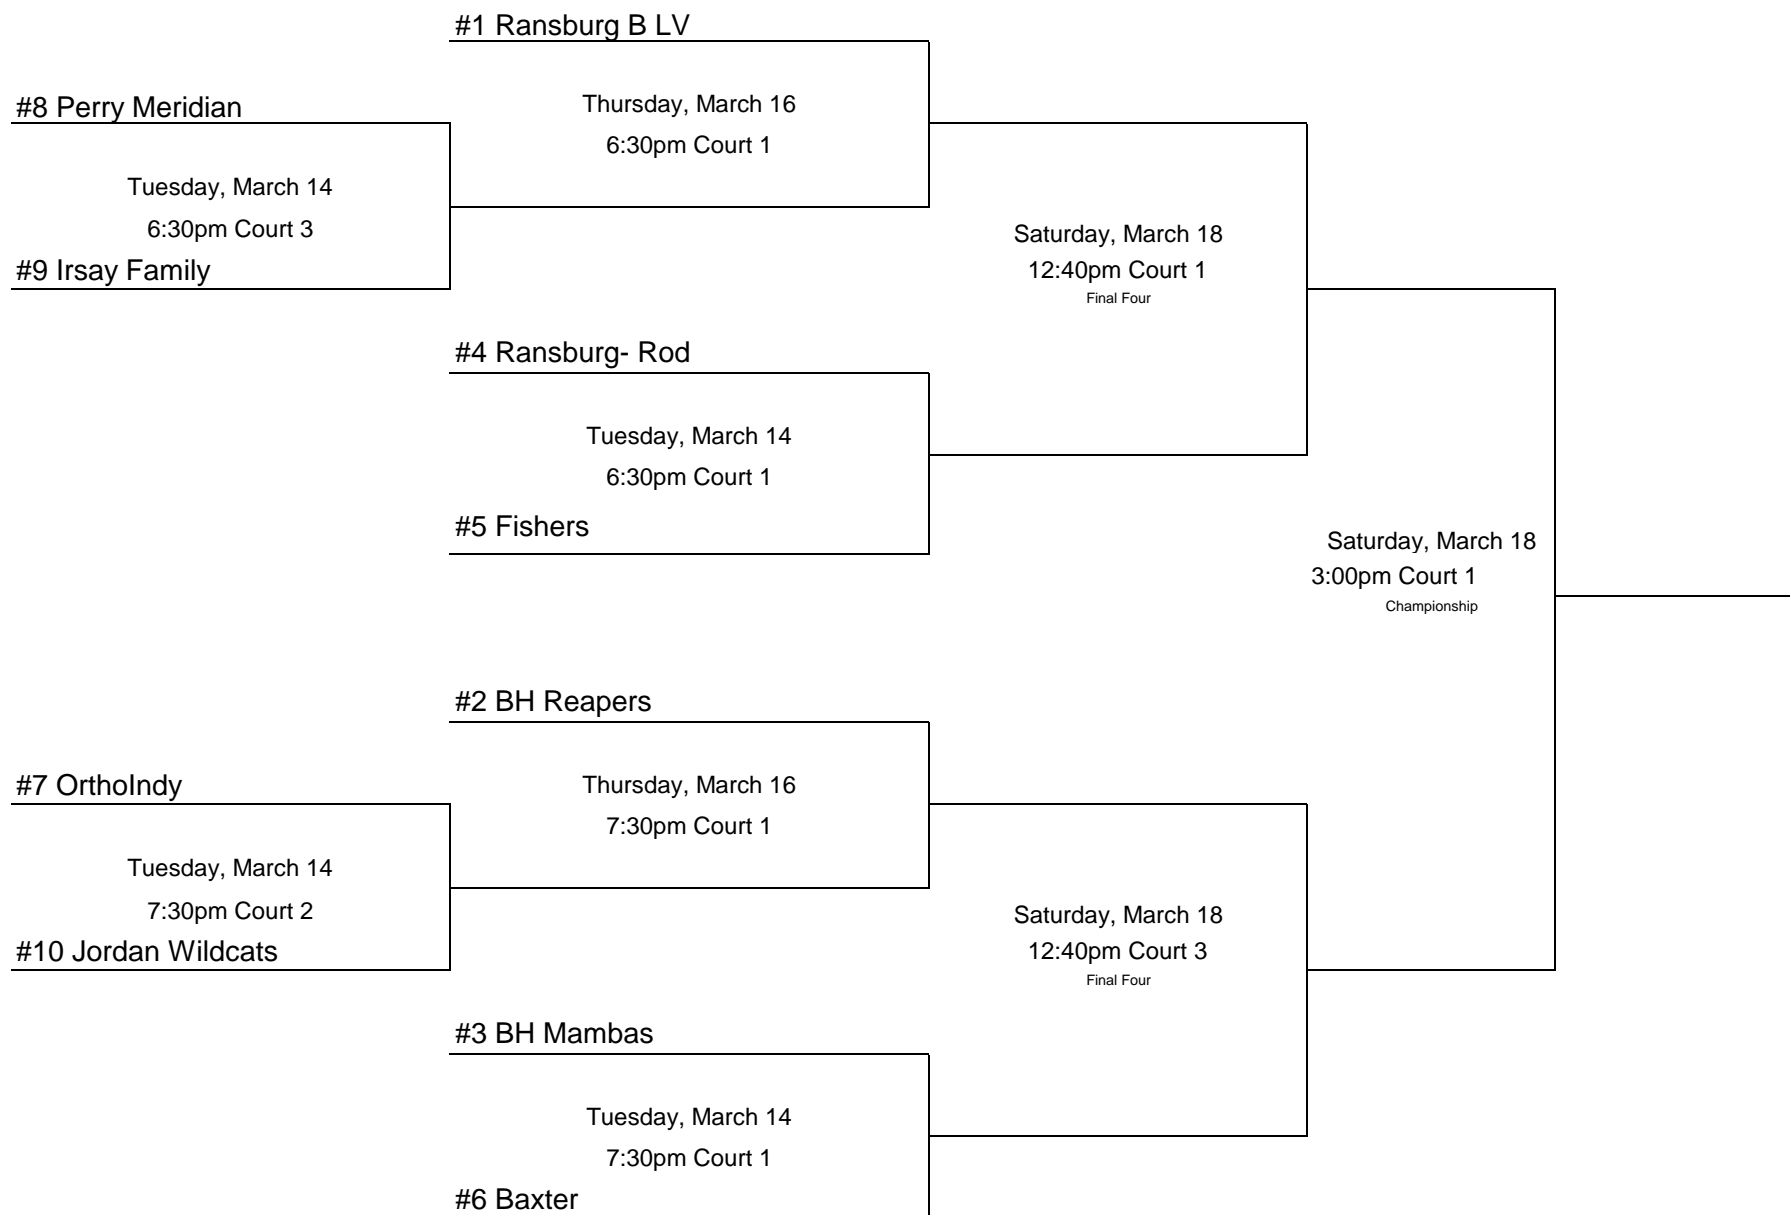 #1 Ransburg B LV
#8 Perry Meridian
Thursday, March 16
6:30pm Court 1
Tuesday, March 14
6:30pm Court 3
#9 Irsay Family
Saturday, March 18
12:40pm Court 1
Final Four
#4 Ransburg- Rod
Tuesday, March 14
6:30pm Court 1
#5 Fishers
Saturday, March 18
3:00pm Court 1
Championship
#2 BH Reapers
#7 OrthoIndy
Thursday, March 16
7:30pm Court 1
Tuesday, March 14
7:30pm Court 2
#10 Jordan Wildcats
Saturday, March 18
12:40pm Court 3
Final Four
#3 BH Mambas
Tuesday, March 14
7:30pm Court 1
#6 Baxter